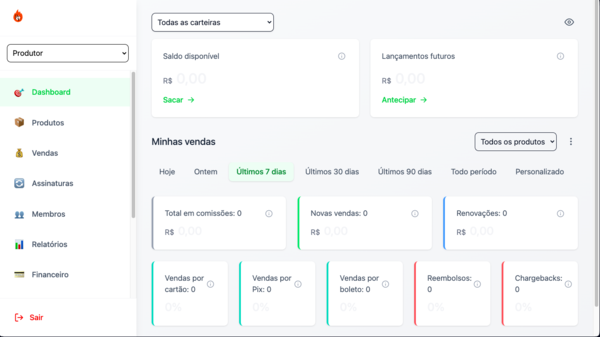 Todas as carteiras
Produtor
Saldo disponível
R$ 0,00
Sacar →
Lançamentos futuros
R$ 0,00
Antecipar →
Dashboard
Produtos
Vendas
Assinaturas
Membros
Relatórios
Financeiro
Sair
Minhas vendas
Todos os produtos
Hoje
Ontem
Últimos 7 dias
Últimos 30 dias
Últimos 90 dias
Todo período
Personalizado
Total em comissões: 0
R$ 0,00
Novas vendas: 0
R$ 0,00
Renovações: 0
R$ 0,00
Vendas por
cartão: 0
0%
Vendas por
Pix: 0
0%
Vendas por
boleto: 0
0%
Reembolsos:
0
0%
Chargebacks:
0
0%